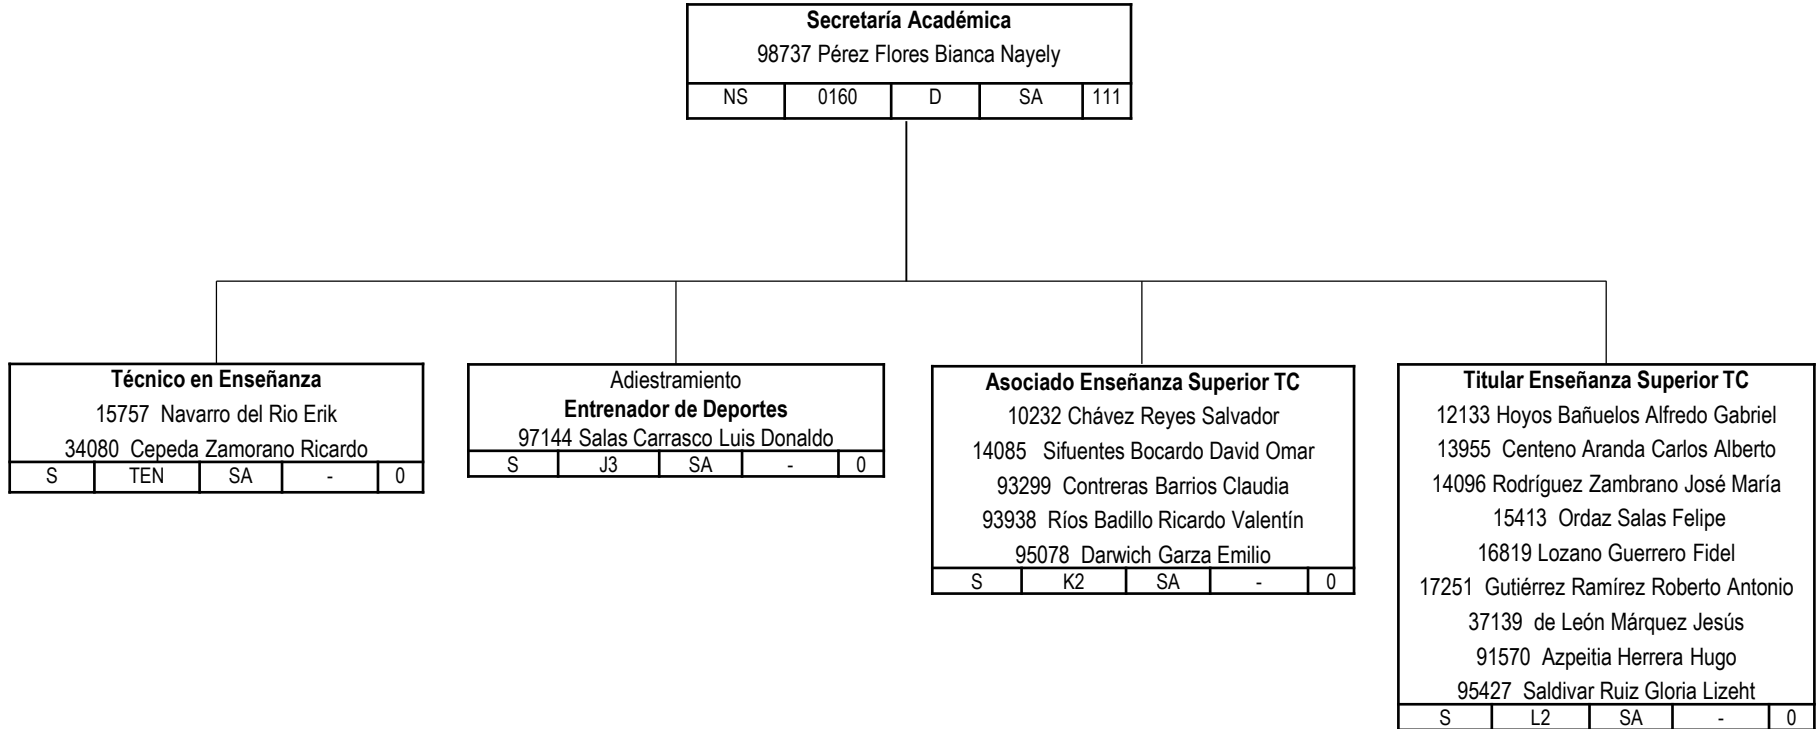 Secretaría Académica
98737 Pérez Flores Bianca Nayely
NS 0160 D SA 111
Técnico en Enseñanza
15757 Navarro del Rio Erik
34080 Cepeda Zamorano Ricardo
S TEN SA - 0
Adiestramiento
Entrenador de Deportes
97144 Salas Carrasco Luis Donaldo
S J3 SA - 0
Asociado Enseñanza Superior TC
10232 Chávez Reyes Salvador
14085 Sifuentes Bocardo David Omar
93299 Contreras Barrios Claudia
93938 Ríos Badillo Ricardo Valentín
95078 Darwich Garza Emilio
S K2 SA - 0
Titular Enseñanza Superior TC
12133 Hoyos Bañuelos Alfredo Gabriel
13955 Centeno Aranda Carlos Alberto
14096 Rodríguez Zambrano José María
15413 Ordaz Salas Felipe
16819 Lozano Guerrero Fidel
17251 Gutiérrez Ramírez Roberto Antonio
37139 de León Márquez Jesús
91570 Azpeitia Herrera Hugo
95427 Saldivar Ruiz Gloria Lizeht
S L2 SA - 0